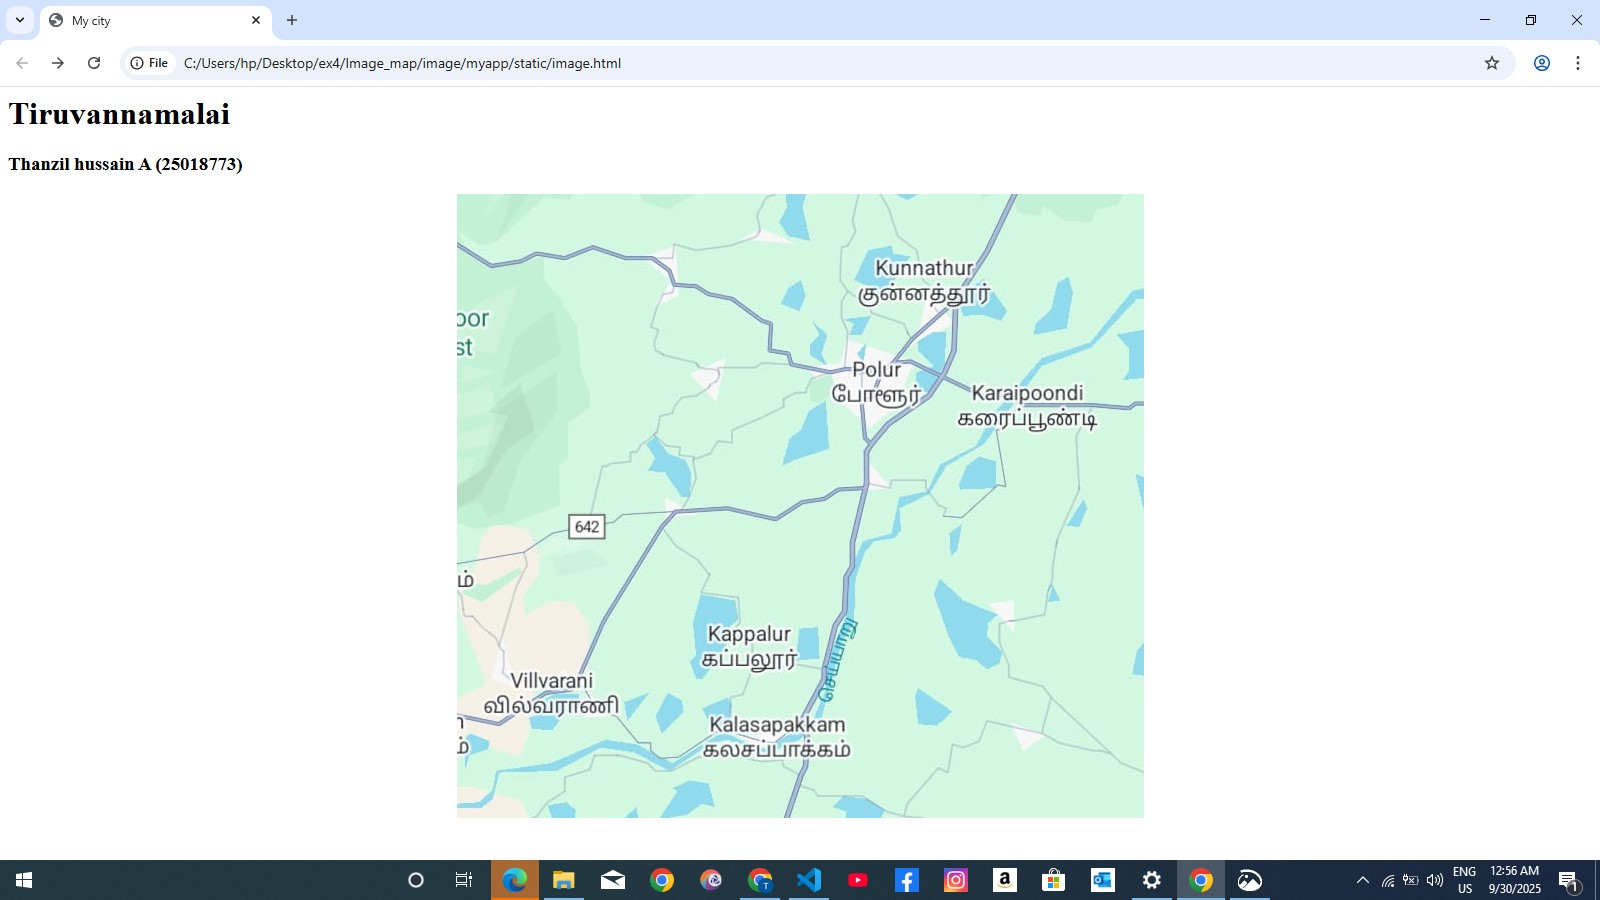 My city
File
C:/Users/hp/Desktop/ex4/Image_map/image/myapp/static/image.html
Tiruvannamalai
Thanzil hussain A (25018773)
Kunnathur
குன்னத்தூர்
oor
st
Polur
போளூர்
Karaipoondi
கரைப்பூண்டி
642
ம்
Kappalur
கப்பலூர்
செய்யாறு
Villvarani
வில்வராணி
Kalasapakkam
கலசப்பாக்கம்
ம்
T
a
ENG
US
12:56 AM
9/30/2025
1